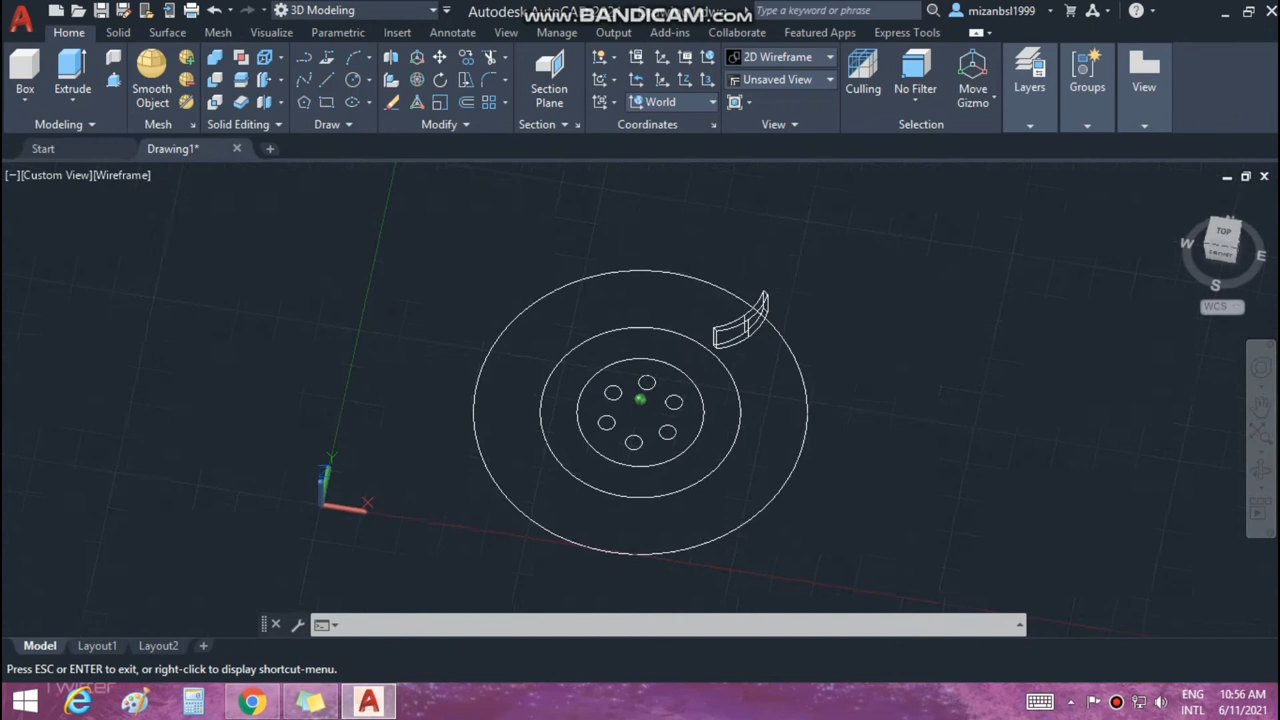 3D Modeling
Autodesk
www.BANDICAM.com
Type a keyword or phrase
mizanbsl1999
Home Solid Surface Mesh Visualize Parametric Insert Annotate View Manage Output Add-ins Collaborate Featured Apps Express Tools
Box
Extrude
Smooth
Object
Section
Plane
World
2D Wireframe
Unsaved View
Culling
No Filter
Move
Gizmo
Layers
Groups
View
Modeling
Mesh
Solid Editing
Draw
Modify
Section
Coordinates
View
Selection
Start
Drawing1*
[−][Custom View][Wireframe]
N
W
TOP
E
S
WCS
Y
X
Model Layout1 Layout2
Press ESC or ENTER to exit, or right-click to display shortcut-menu.
ENG
INTL
10:56 AM
6/11/2021